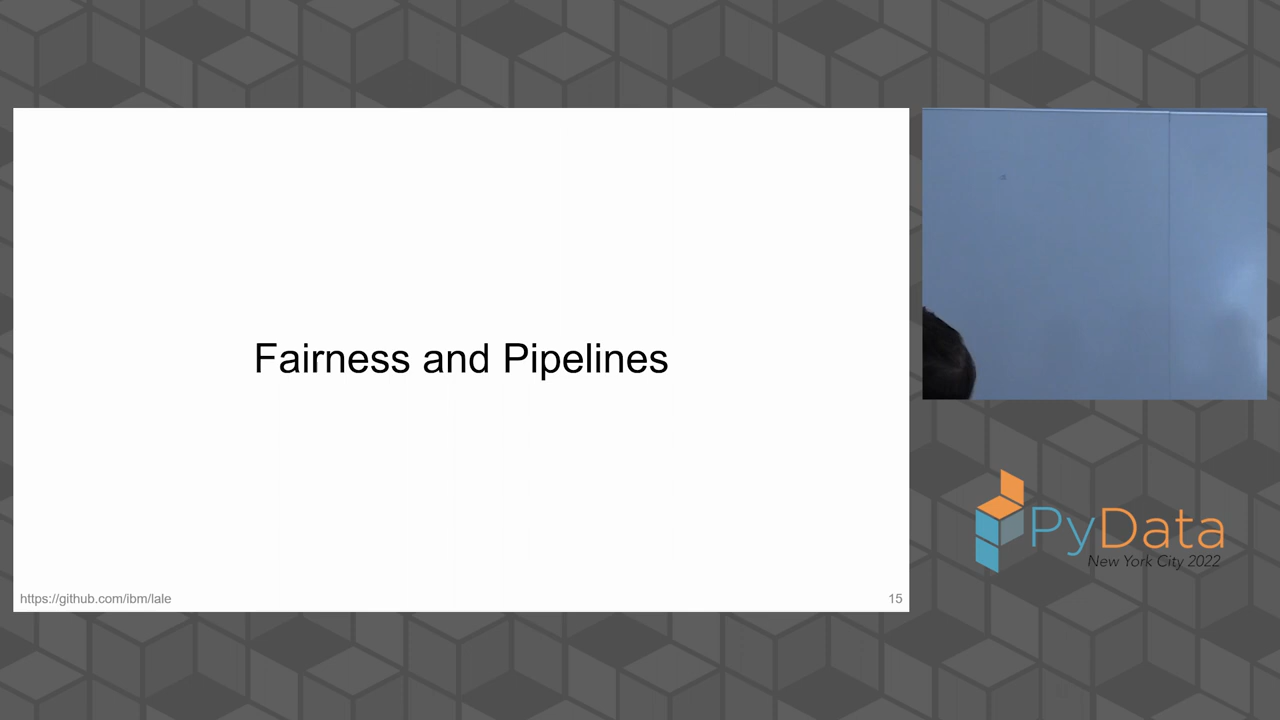 Fairness and Pipelines
https://github.com/ibm/lale
15
PyData
New York City 2022